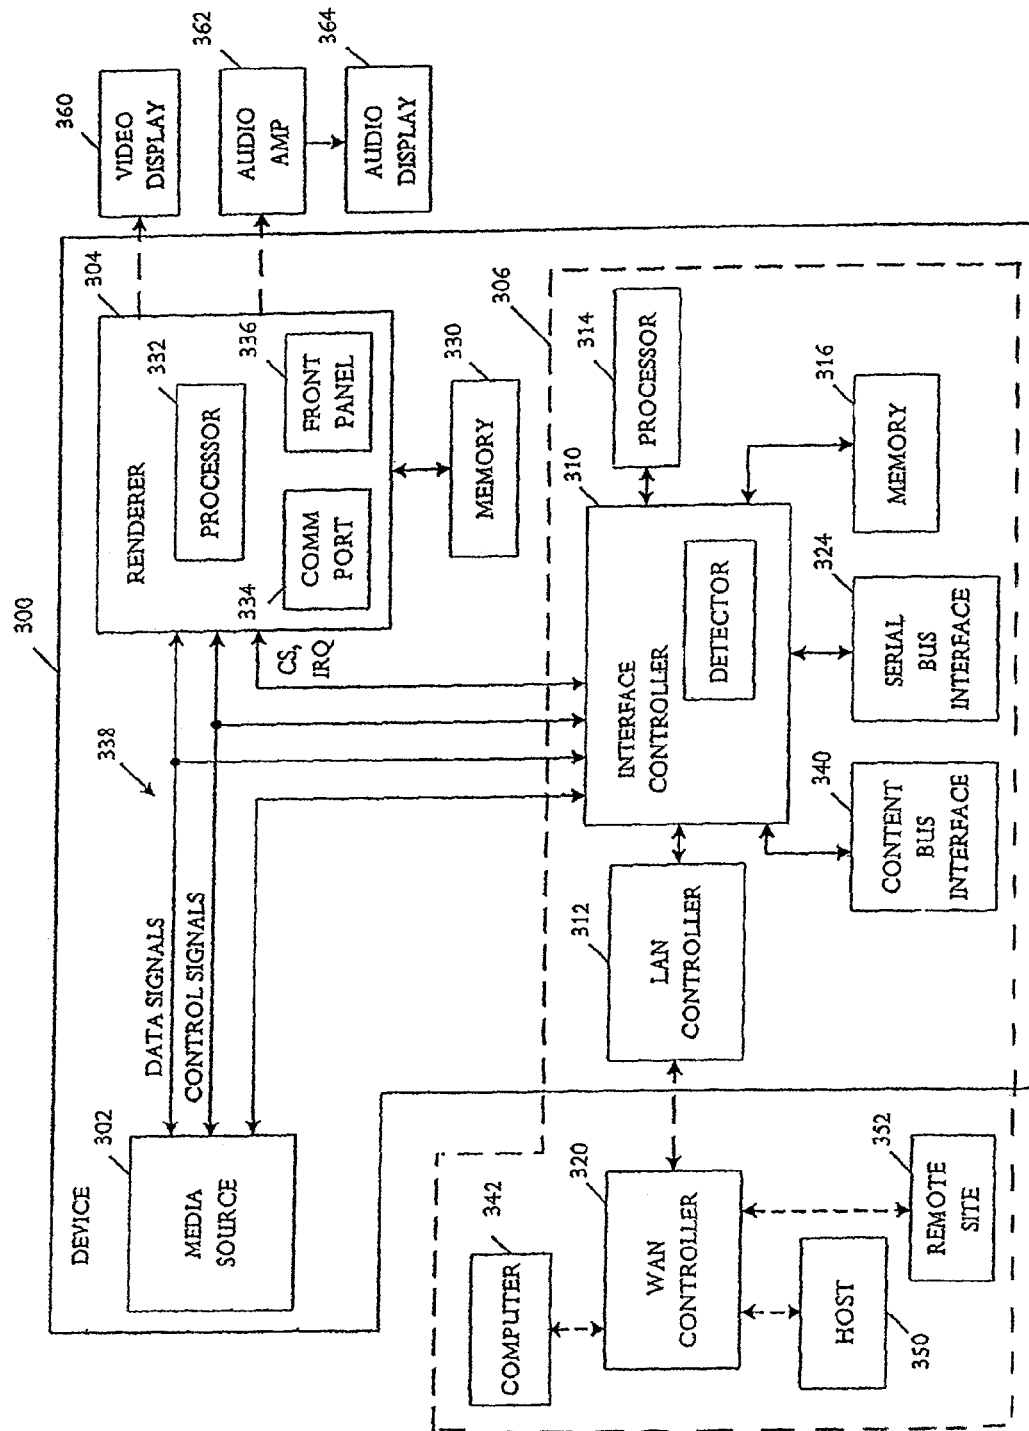 300
DEVICE
302
MEDIA
SOURCE
DATA SIGNALS
CONTROL SIGNALS
338
CS,
IRQ
304
RENDERER
332
PROCESSOR
334
COMM
PORT
336
FRONT
PANEL
330
MEMORY
360
VIDEO
DISPLAY
362
AUDIO
AMP
364
AUDIO
DISPLAY
306
342
COMPUTER
320
WAN
CONTROLLER
350
HOST
352
REMOTE
SITE
312
LAN
CONTROLLER
310
INTERFACE
CONTROLLER
DETECTOR
314
PROCESSOR
316
MEMORY
324
SERIAL
BUS
INTERFACE
340
CONTENT
BUS
INTERFACE